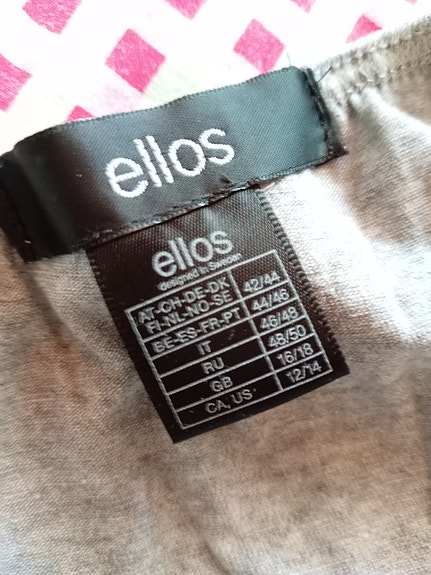 ellos
ellos
designed in Sweden
AT-CH-DE-DK
FI-NL-NO-SE 42/44
BE-ES-FR-PT 44/46
IT 46/48
RU 48/50
GB 16/18
CA, US 12/14